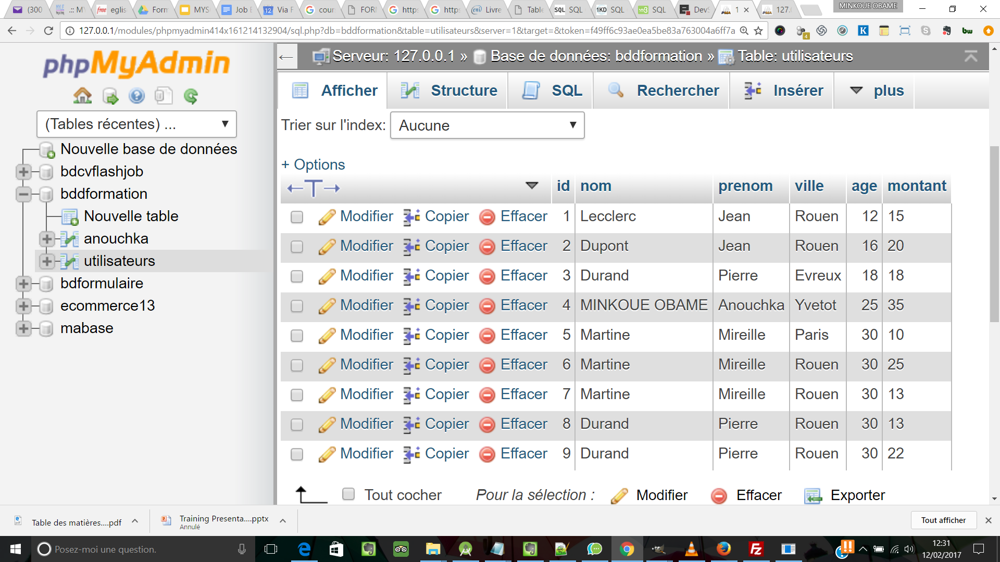 (300 .:: M' eglis Form MYS Job B Via F cour FOR https https Livre Table SQL SQL SQL DevS 1 127.0 MINKOUE OBAME
127.0.0.1/modules/phpmyadmin414x161214132904/sql.php?db=bddformation&table=utilisateurs&server=1&target=&token=f49ff6c93ae0ea5be83a763004a6ff7a
phpMyAdmin
(Tables récentes) ...
Nouvelle base de données
bdcvflashjob
bddformation
Nouvelle table
anouchka
utilisateurs
bdformulaire
ecommerce13
mabase
Serveur: 127.0.0.1 » Base de données: bddformation » Table: utilisateurs
Afficher Structure SQL Rechercher Insérer plus
Trier sur l'index: Aucune
+ Options
←T→ id nom prenom ville age montant
Modifier Copier Effacer 1 Lecclerc Jean Rouen 12 15
Modifier Copier Effacer 2 Dupont Jean Rouen 16 20
Modifier Copier Effacer 3 Durand Pierre Evreux 18 18
Modifier Copier Effacer 4 MINKOUE OBAME Anouchka Yvetot 25 35
Modifier Copier Effacer 5 Martine Mireille Paris 30 10
Modifier Copier Effacer 6 Martine Mireille Rouen 30 25
Modifier Copier Effacer 7 Martine Mireille Rouen 30 13
Modifier Copier Effacer 8 Durand Pierre Rouen 30 13
Modifier Copier Effacer 9 Durand Pierre Rouen 30 22
Tout cocher Pour la sélection : Modifier Effacer Exporter
Table des matières....pdf
Training Presenta....pptx
Annulé
Tout afficher
Posez-moi une question.
12:31
12/02/2017